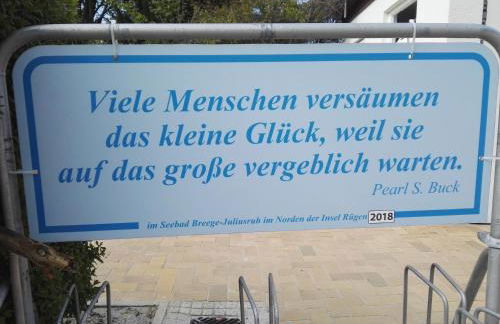 Viele Menschen versäumen
das kleine Glück, weil sie
auf das große vergeblich warten.
Pearl S. Buck
im Seebad Breege-Juliusruh im Norden der Insel Rügen 2018